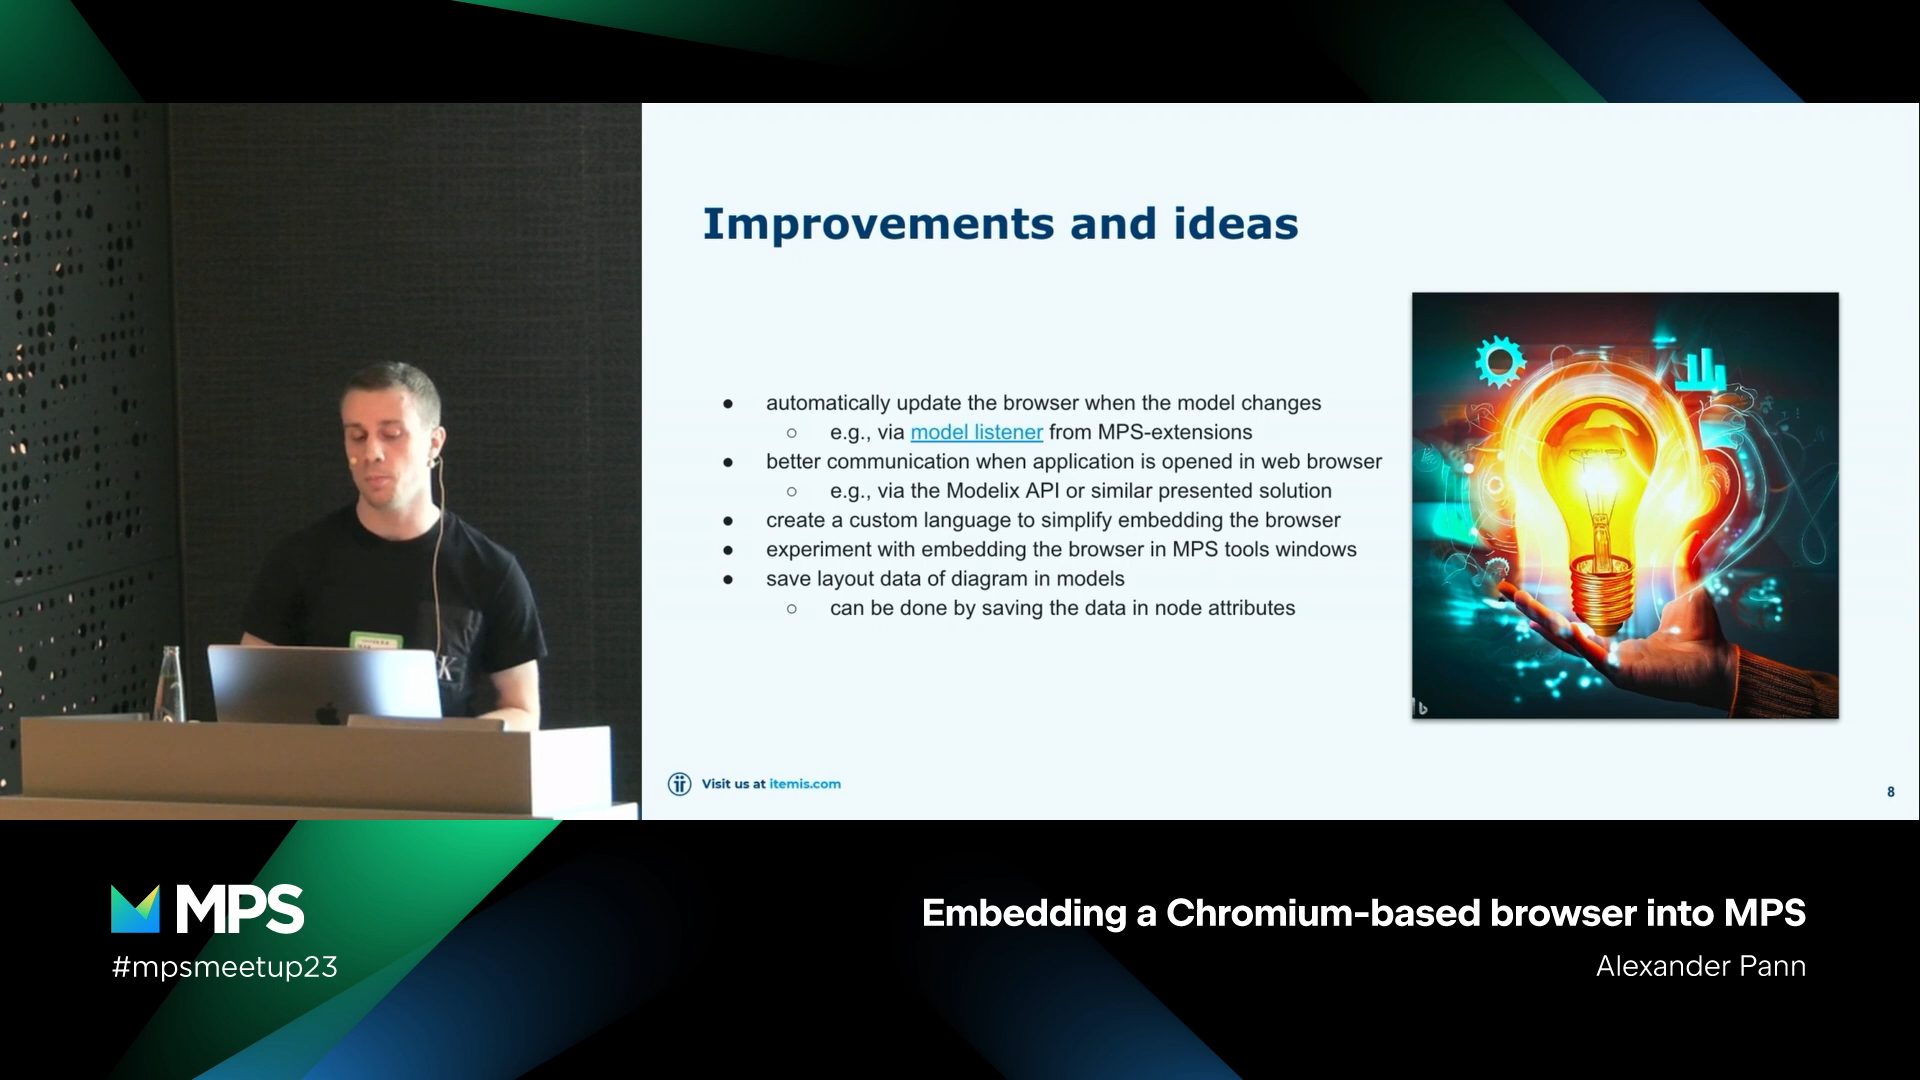 Improvements and ideas
● automatically update the browser when the model changes
○ e.g., via model listener from MPS-extensions
● better communication when application is opened in web browser
○ e.g., via the Modelix API or similar presented solution
● create a custom language to simplify embedding the browser
● experiment with embedding the browser in MPS tools windows
● save layout data of diagram in models
○ can be done by saving the data in node attributes
Visit us at itemis.com
8
MPS
#mpsmeetup23
Embedding a Chromium-based browser into MPS
Alexander Pann